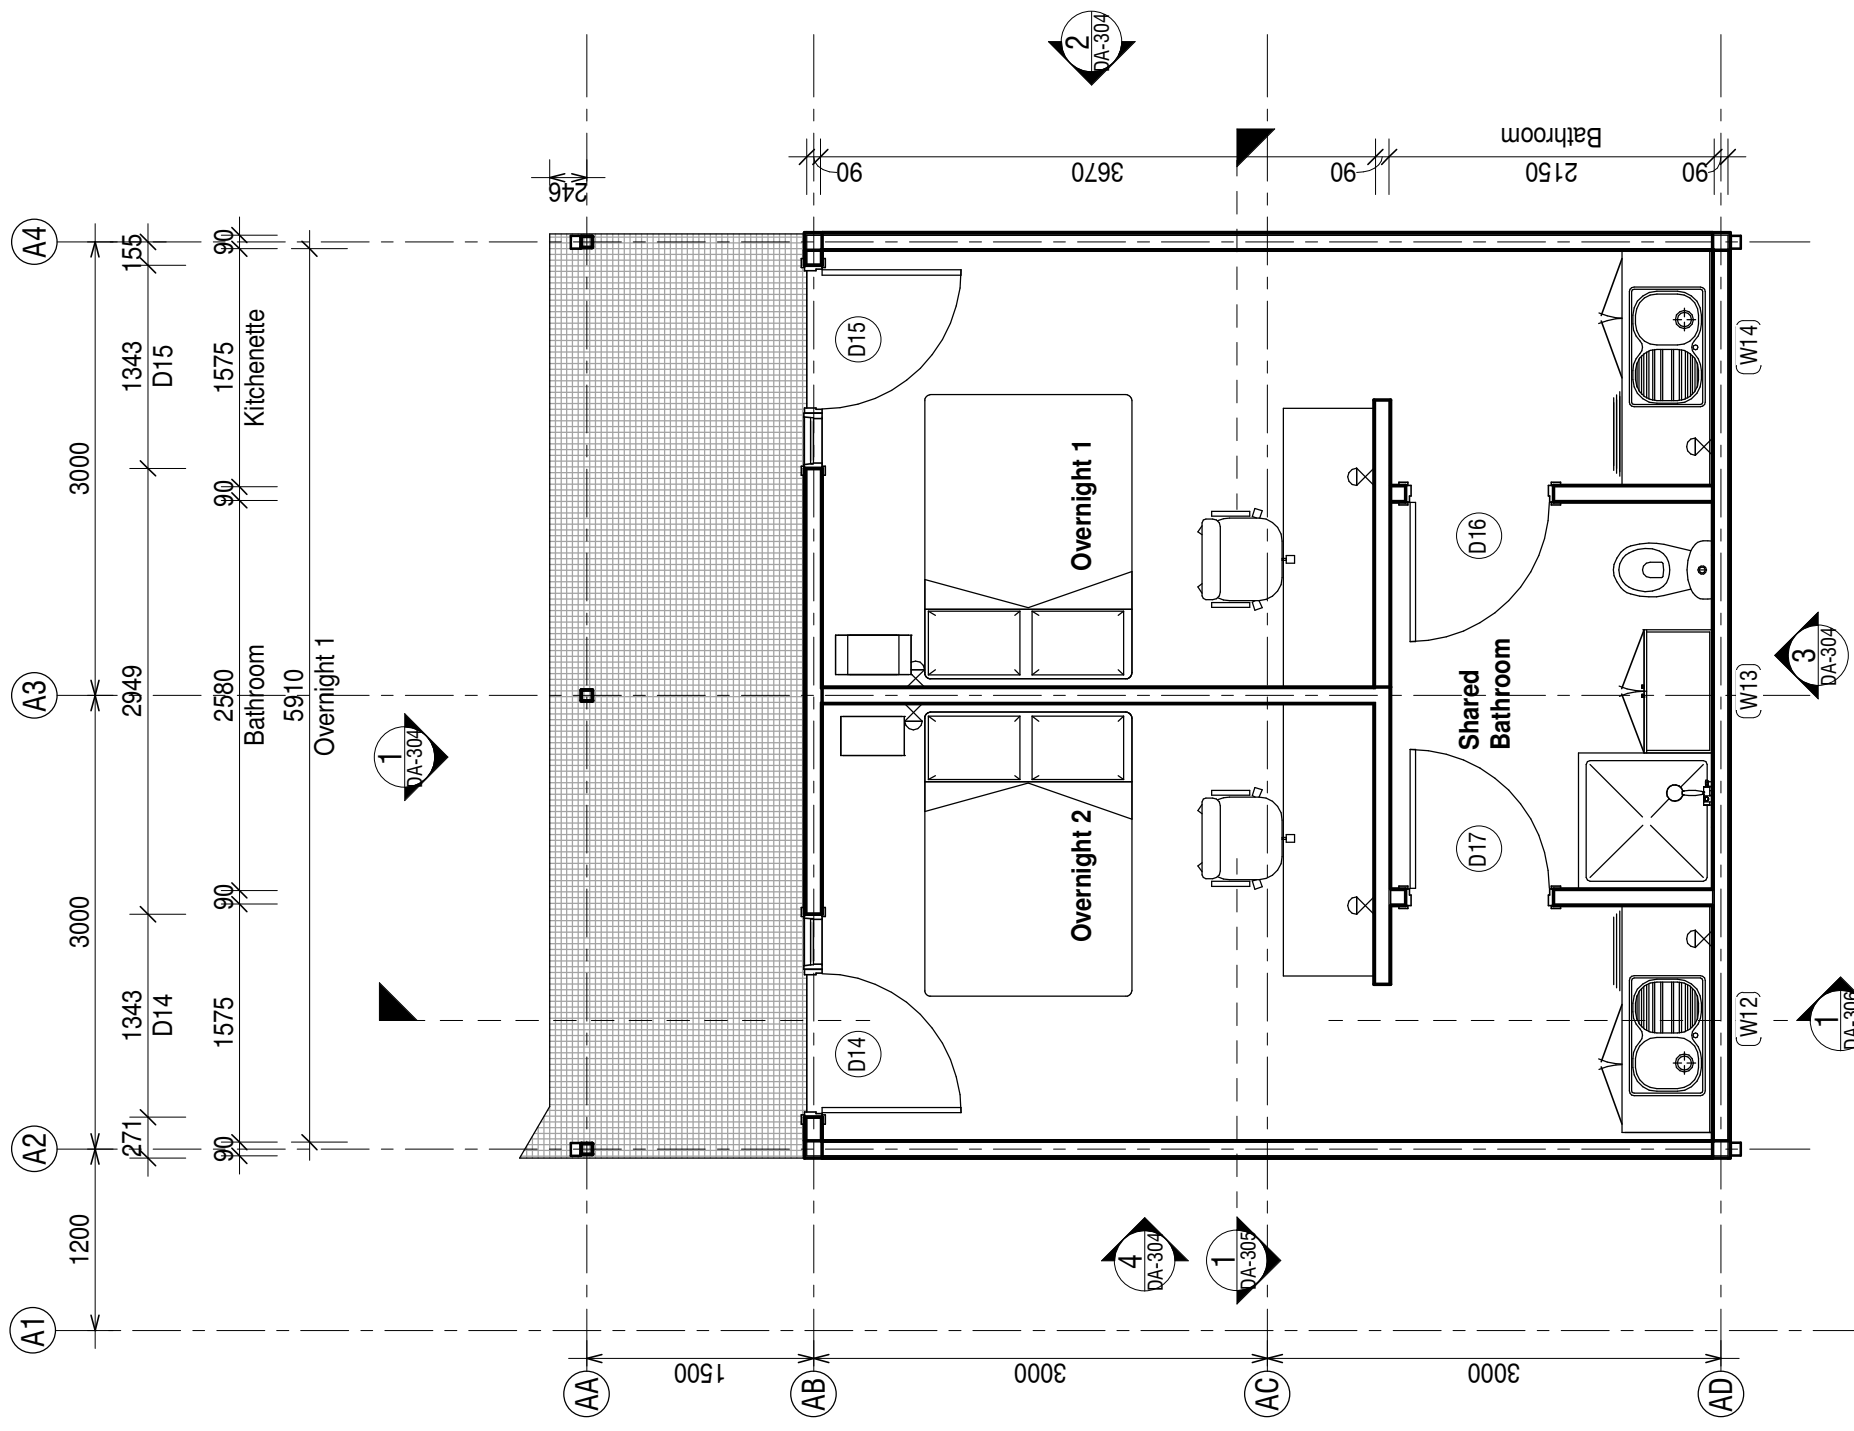 A4
A3
A2
A1
3000
3000
1200
155
1343
D15
2949
1343
D14
271
90
1575
Kitchenette
90
2580
Bathroom
90
1575
90
5910
Overnight 1
246
90
3670
90
2150
Bathroom
90
1500
3000
3000
AA
AB
AC
AD
1
DA-304
2
DA-304
3
DA-304
4
DA-304
1
DA-305
1
DA-306
D15
D14
D16
D17
Overnight 1
Overnight 2
Shared
Bathroom
W14
W13
W12